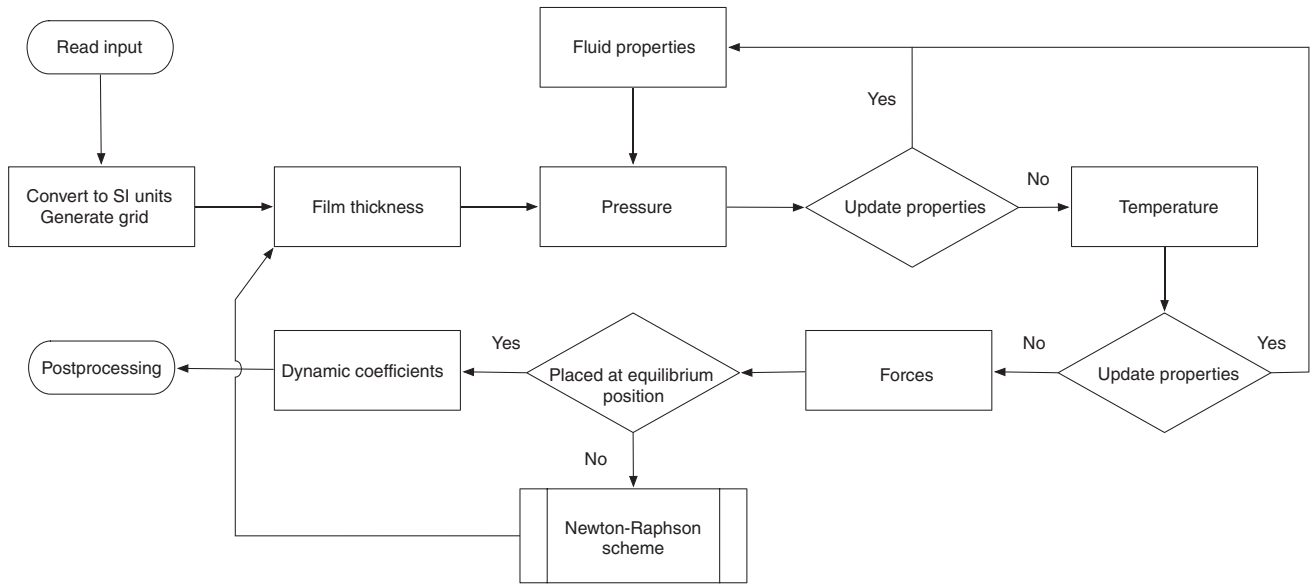 Read input
Fluid properties
Yes
Convert to SI units
Generate grid
Film thickness
Pressure
Update properties
No
Temperature
Postprocessing
Dynamic coefficients
Yes
Placed at equilibrium
position
Forces
No
Update properties
Yes
No
Newton-Raphson
scheme